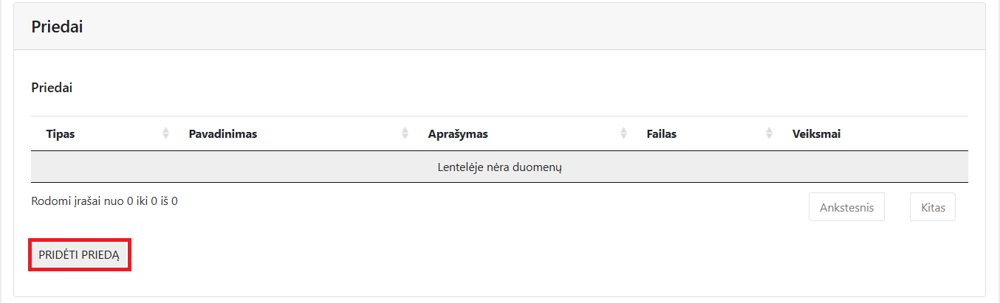 Priedai
Priedai
Tipas Pavadinimas Aprašymas Failas Veiksmai
Lentelėje nėra duomenų
Rodomi įrašai nuo 0 iki 0 iš 0 Ankstesnis Kitas
PRIDĖTI PRIEDĄ